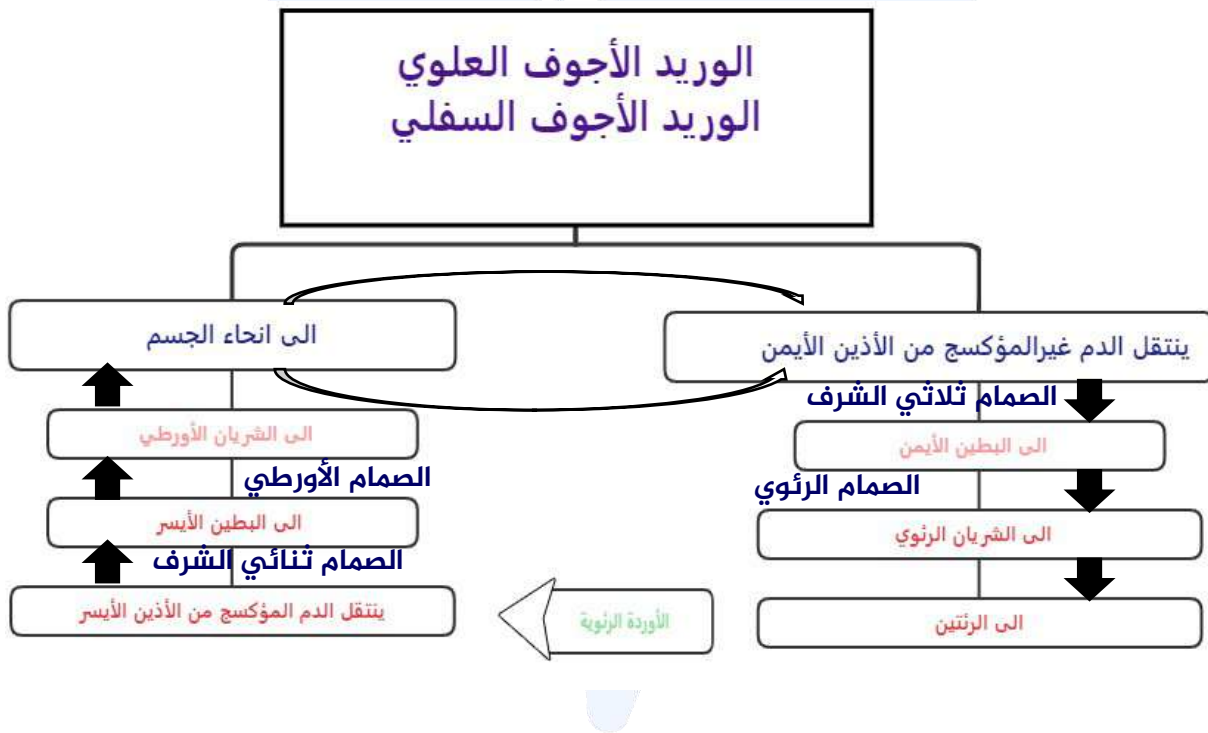 الوريد الأجوف العلوي
الوريد الأجوف السفلي
ينتقل الدم غيرالمؤكسج من الأذين الأيمن
الصمام ثلاثي الشرف
الى البطين الأيمن
الصمام الرئوي
الى الشريان الرئوي
الى الرئتين
الأوردة الرئوية
ينتقل الدم المؤكسج من الأذين الأيسر
الصمام ثنائي الشرف
الى البطين الأيسر
الصمام الأورطي
الى الشريان الأورطي
الى انحاء الجسم